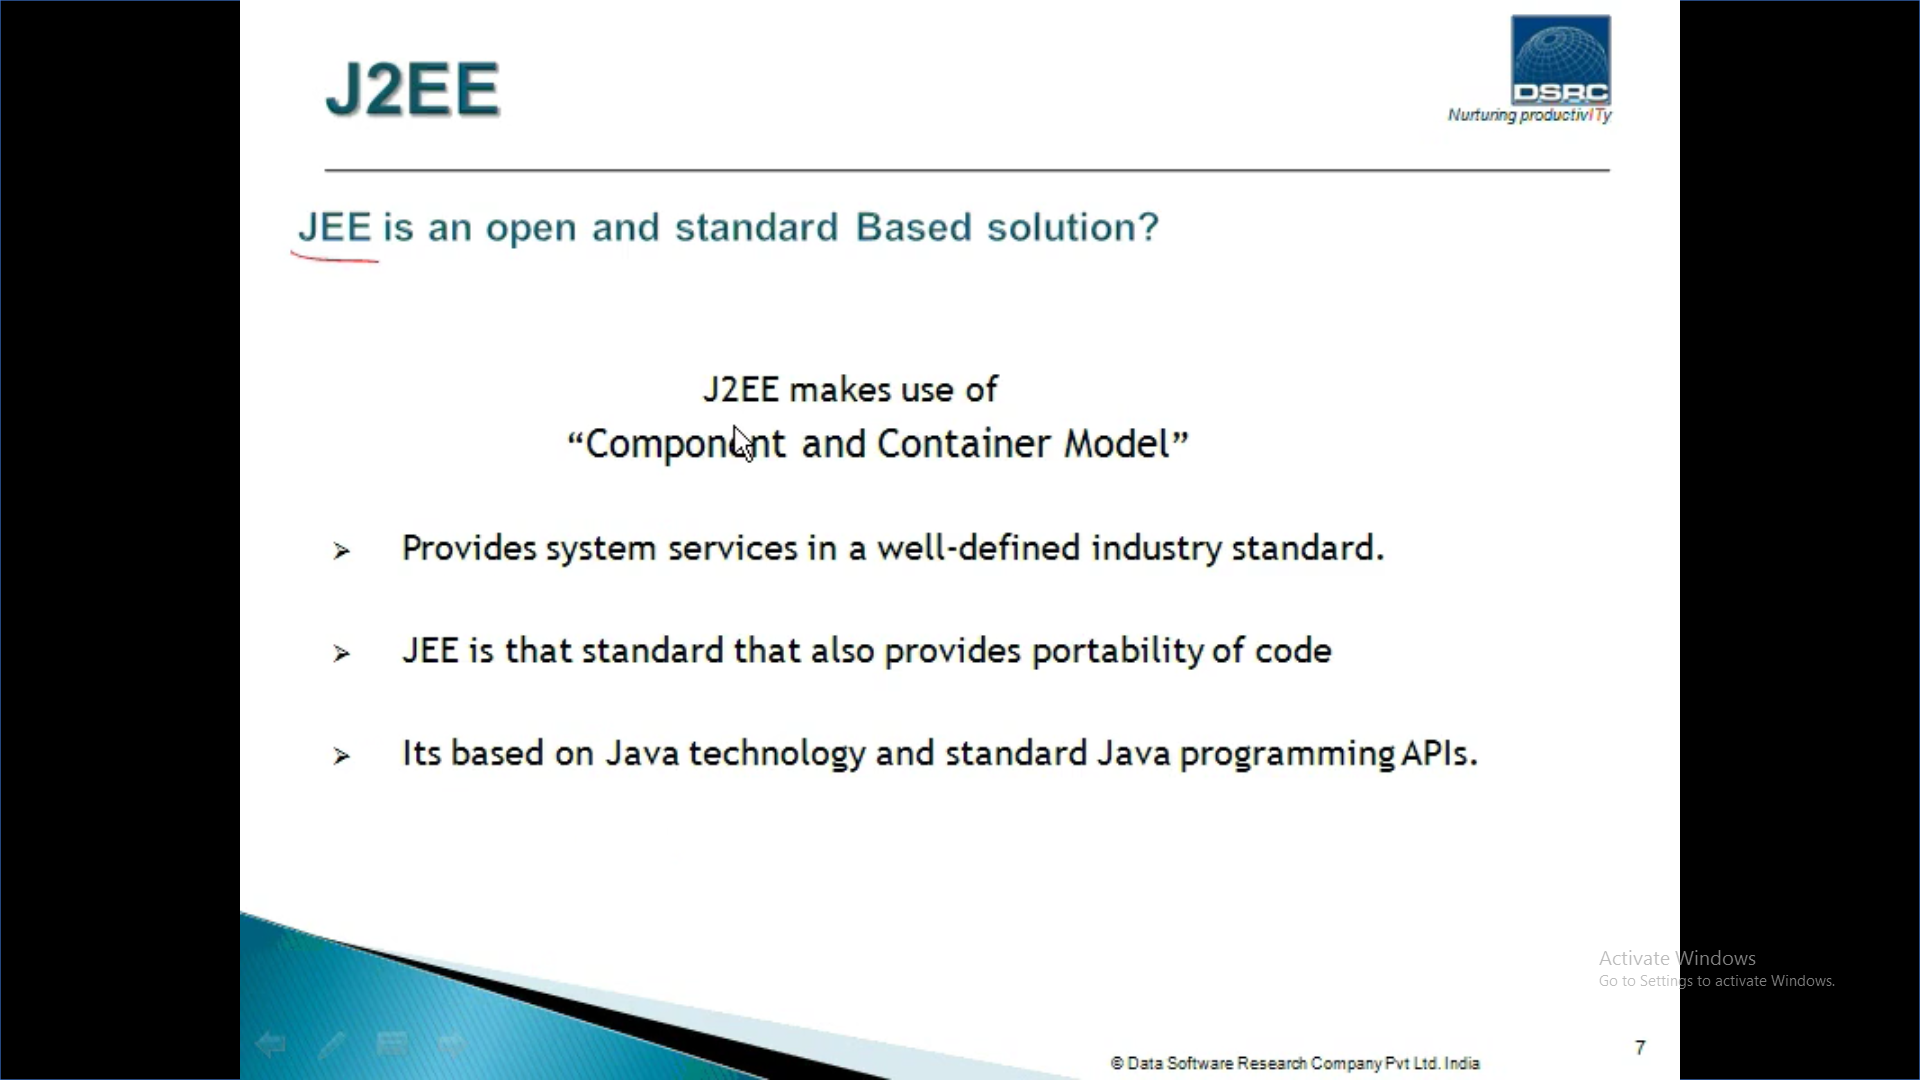 J2EE
DSRC
Nurturing productivITy
JEE is an open and standard Based solution?
J2EE makes use of
“Component and Container Model”
➢ Provides system services in a well-defined industry standard.
➢ JEE is that standard that also provides portability of code
➢ Its based on Java technology and standard Java programming APIs.
Activate Windows
Go to Settings to activate Windows.
7
© Data Software Research Company Pvt Ltd. India